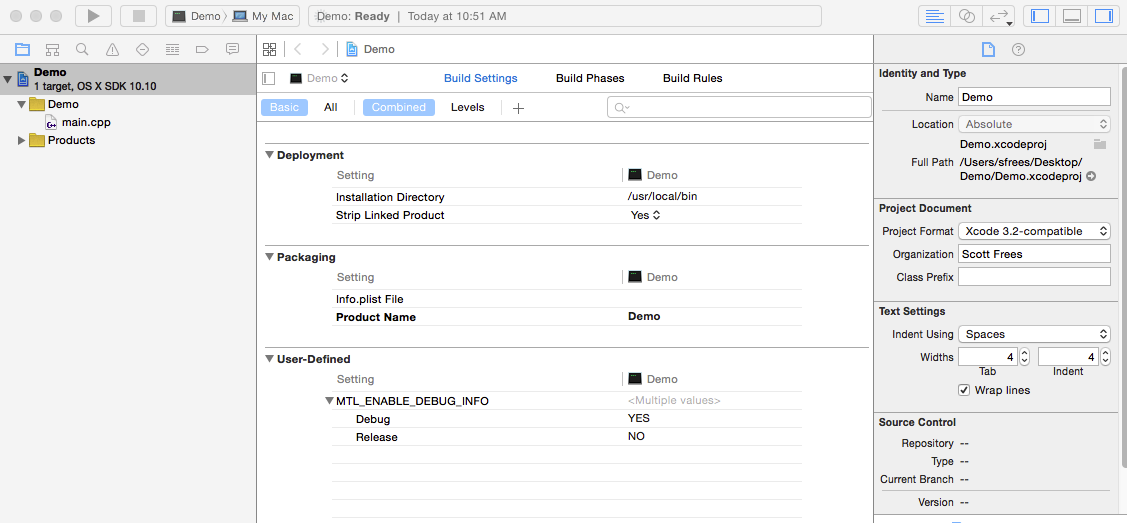 Demo My Mac Demo: Ready | Today at 10:51 AM
Demo
Demo
1 target, OS X SDK 10.10
Demo
main.cpp
Products
Demo Build Settings Build Phases Build Rules
Basic All Combined Levels
Deployment
Setting Demo
Installation Directory /usr/local/bin
Strip Linked Product Yes
Packaging
Setting Demo
Info.plist File
Product Name Demo
User-Defined
Setting Demo
MTL_ENABLE_DEBUG_INFO <Multiple values>
Debug YES
Release NO
Identity and Type
Name Demo
Location Absolute
Demo.xcodeproj
Full Path /Users/sfrees/Desktop/
Demo/Demo.xcodeproj
Project Document
Project Format Xcode 3.2-compatible
Organization Scott Frees
Class Prefix
Text Settings
Indent Using Spaces
Widths 4 4
Tab Indent
Wrap lines
Source Control
Repository --
Type --
Current Branch --
Version --